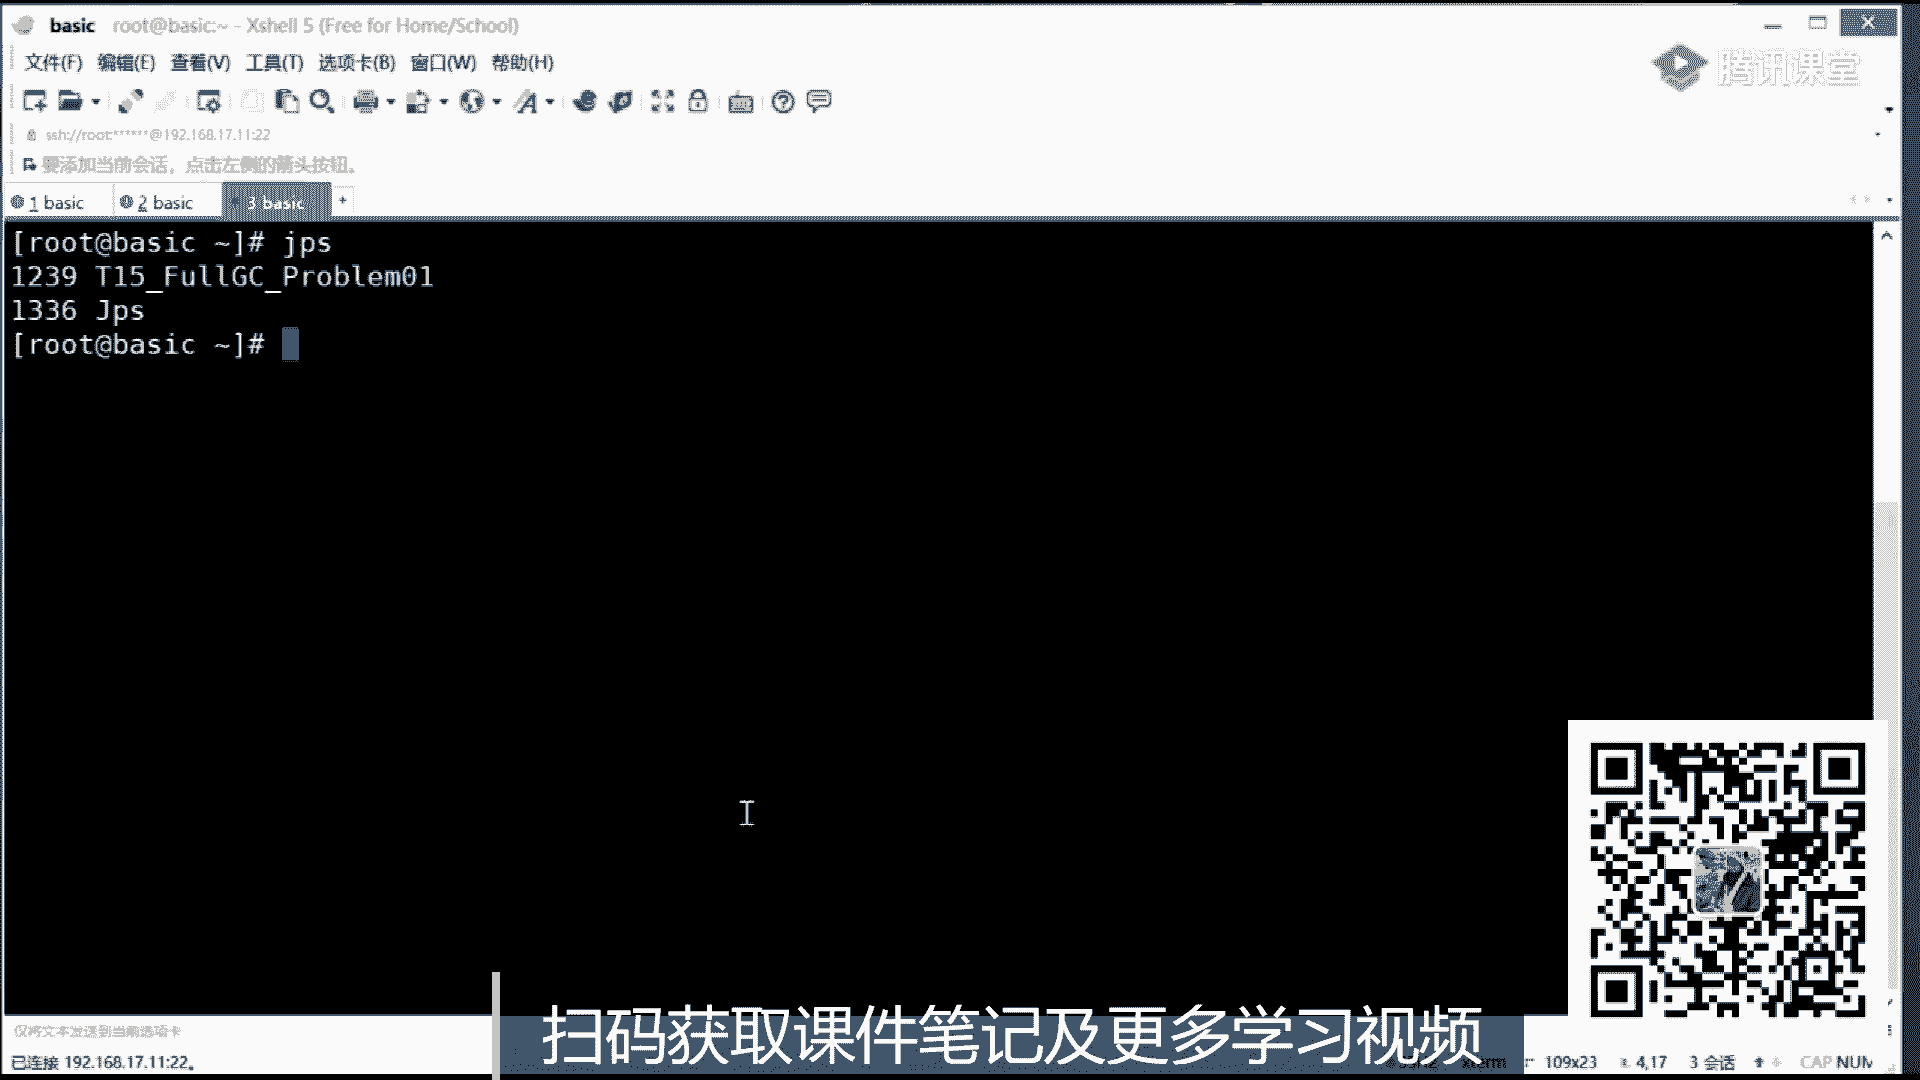 basic root@basic:~ - Xshell 5 (Free for Home/School)
文件(F) 编辑(E) 查看(V) 工具(T) 选项卡(B) 窗口(W) 帮助(H)
腾讯课堂
ssh://root:******@192.168.17.11:22
要添加当前会话，点击左侧的箭头按钮。
1 basic 2 basic 3 basic +
[root@basic ~]# jps
1239 T15_FullGC_Problem01
1336 Jps
[root@basic ~]#
扫码获取课件笔记及更多学习视频
仅将文本发送到当前选项卡
已连接 192.168.17.11:22。 SSH2 xterm 109x23 4,17 3 会话 CAP NUM